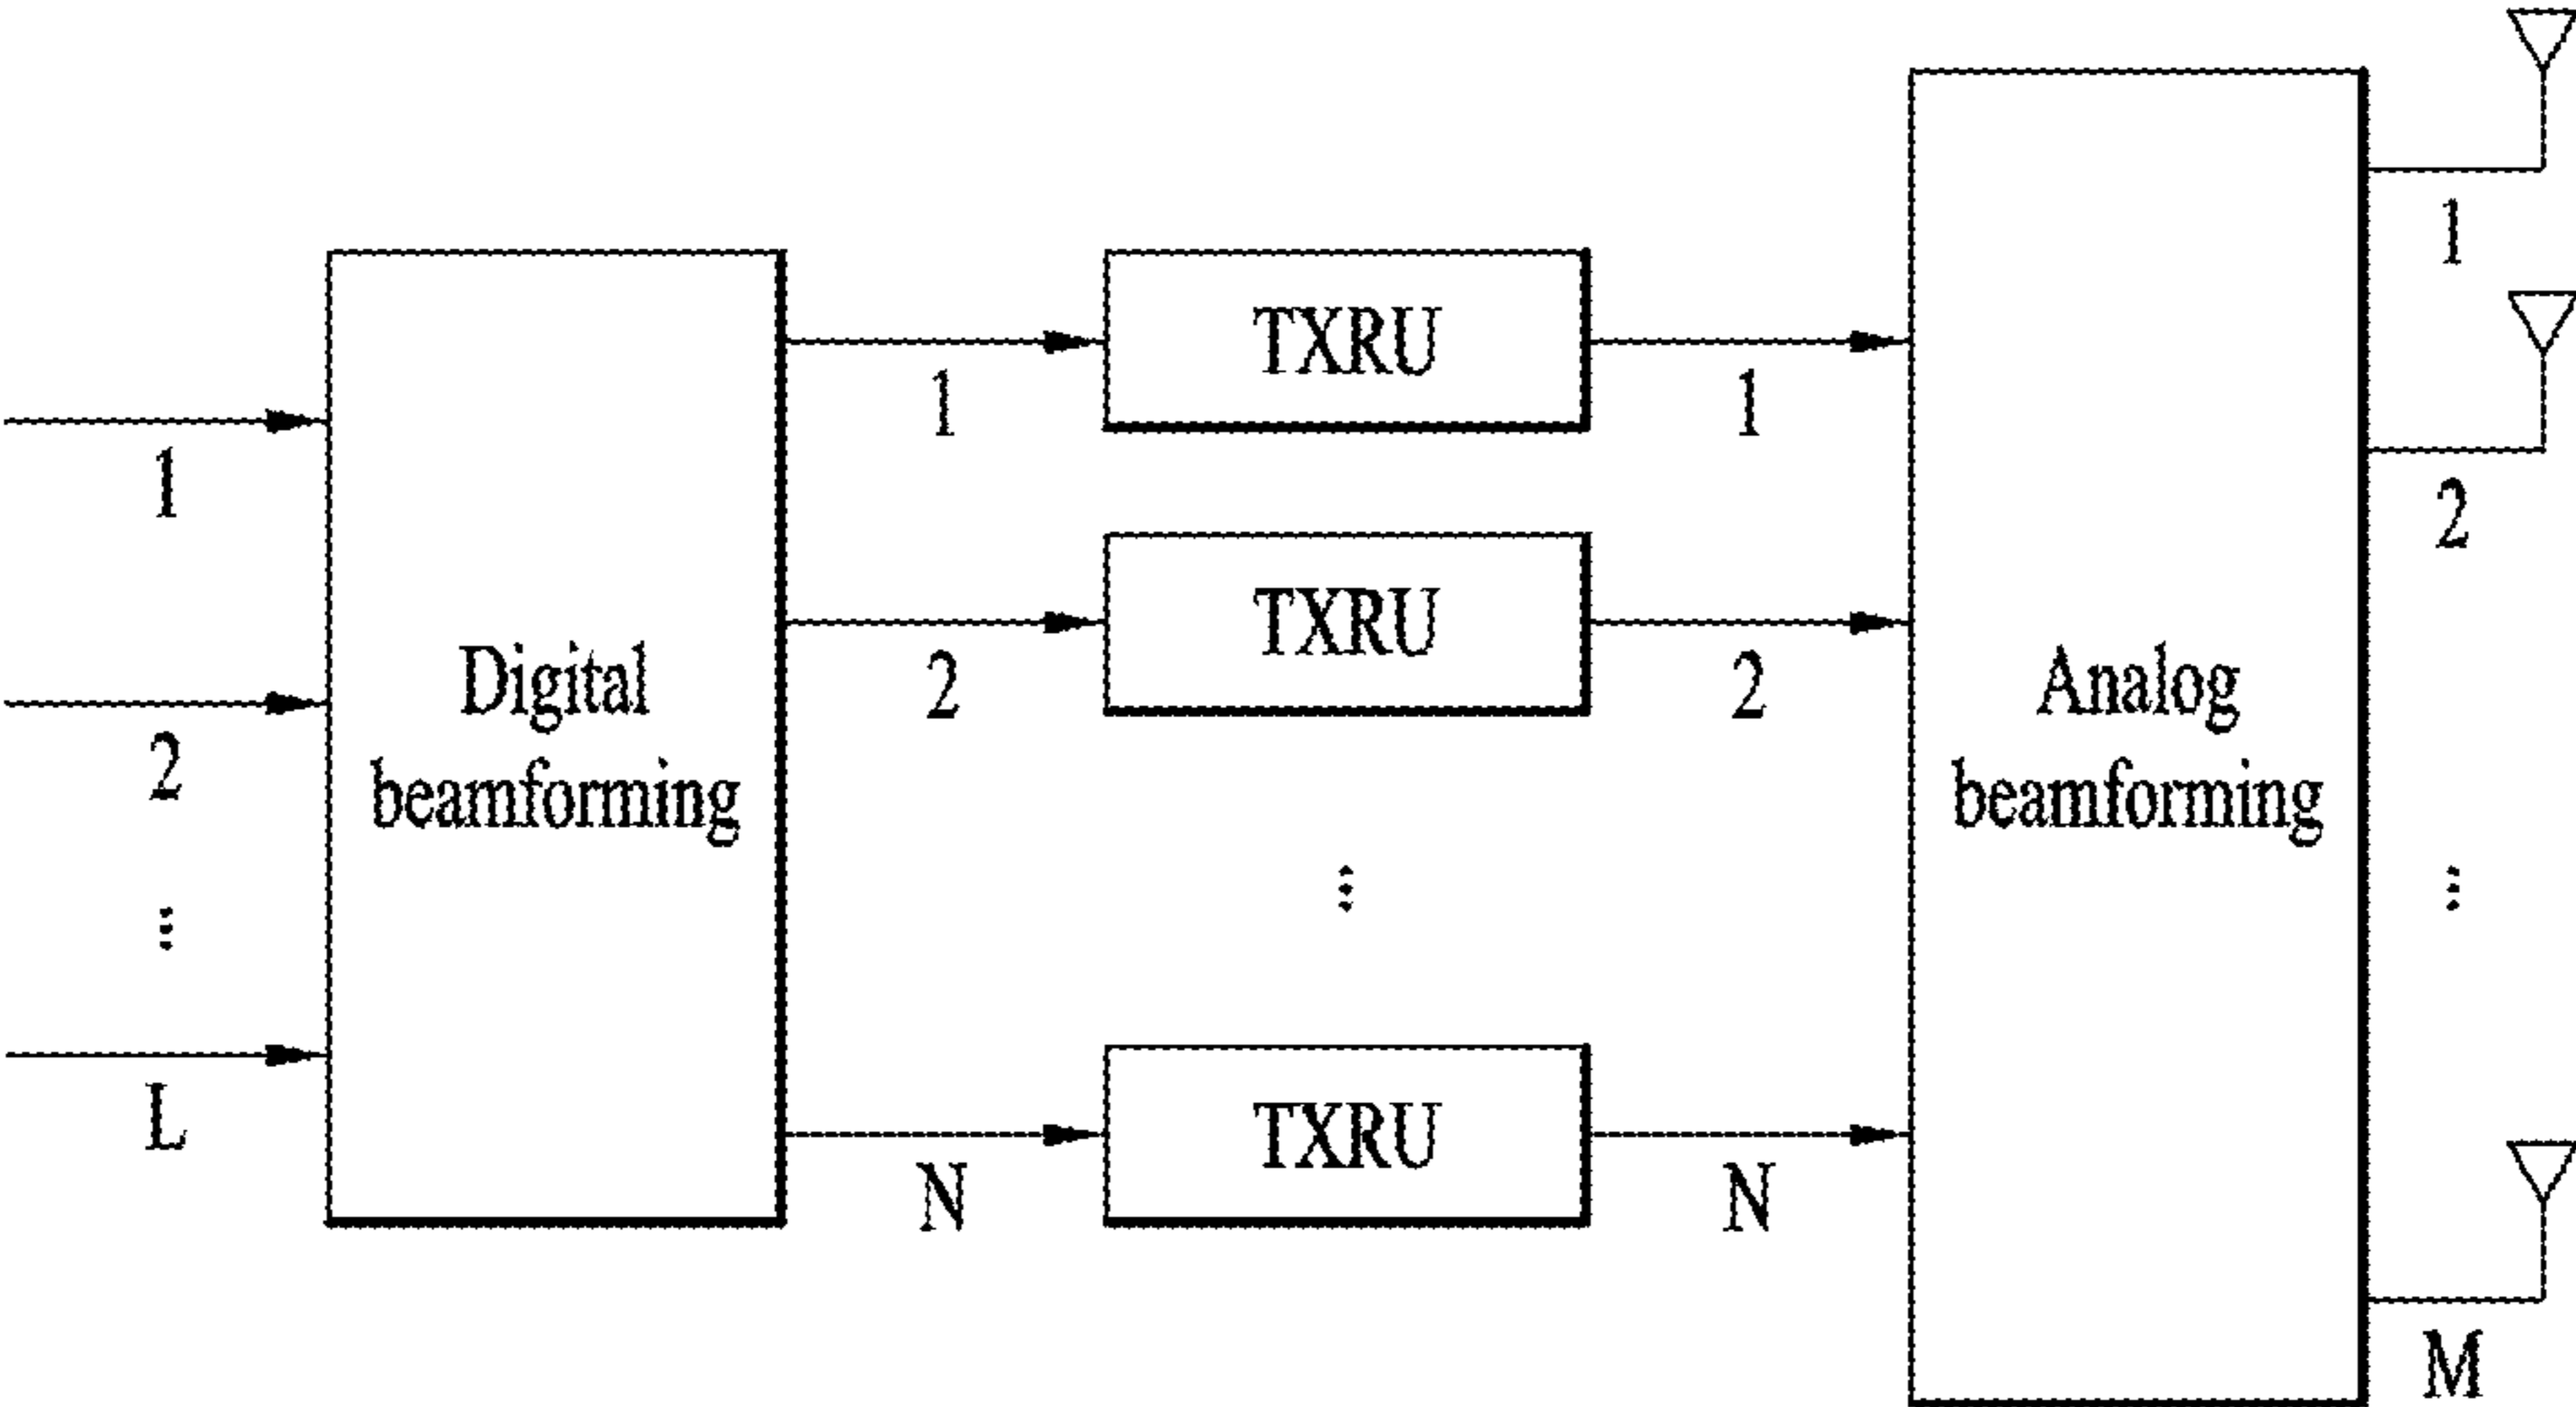 1
2
⋮
L
Digital
beamforming
1
2
N
TXRU
TXRU
⋮
TXRU
1
2
N
Analog
beamforming
1
2
⋮
M